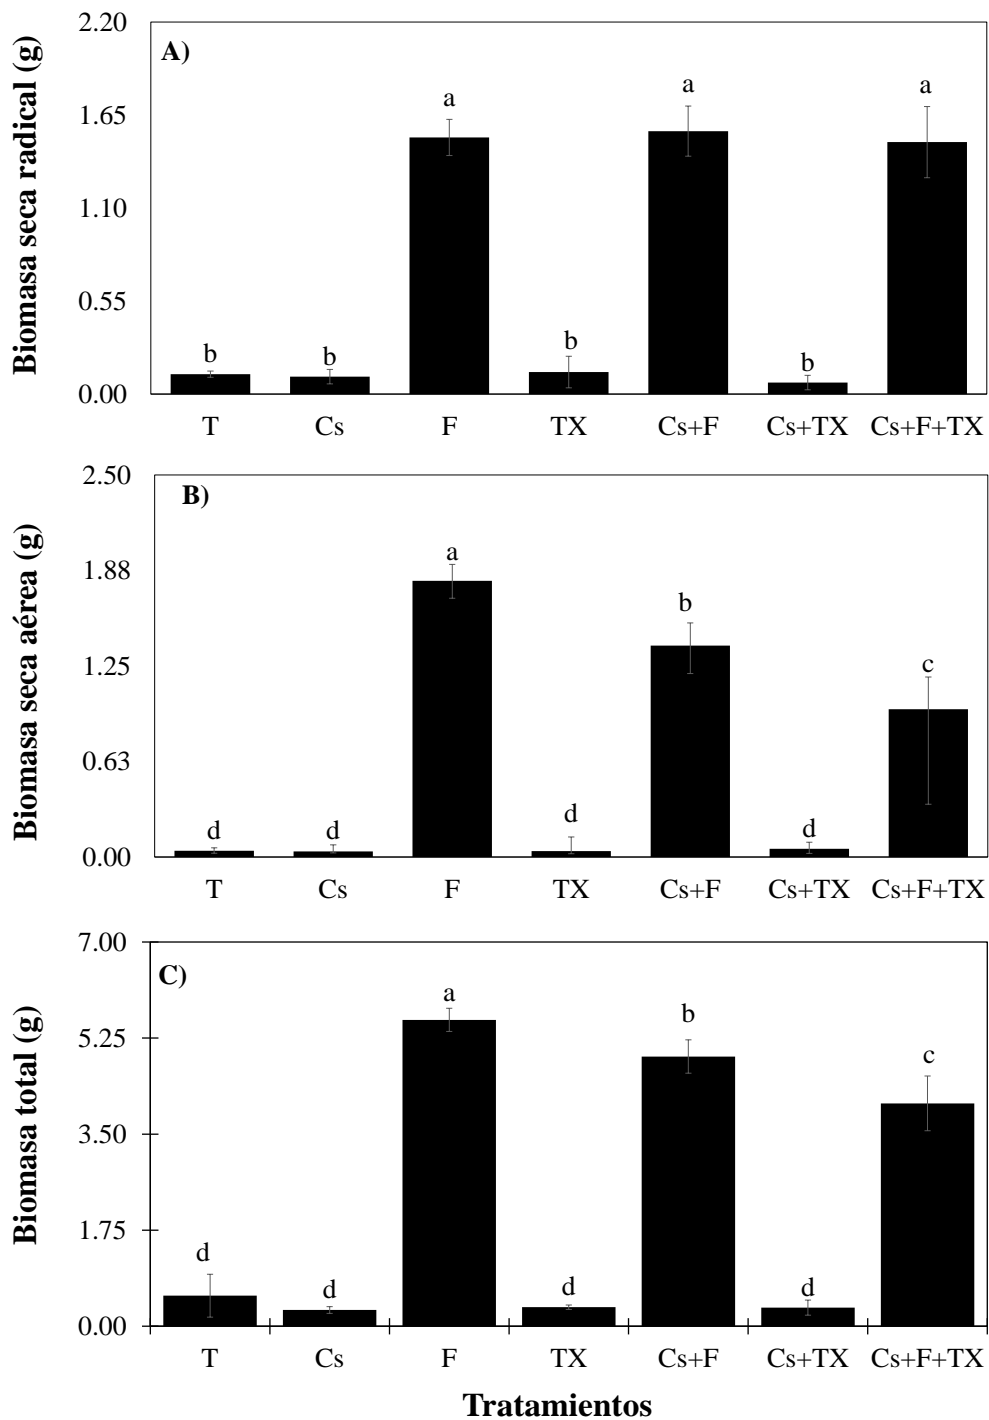 Biomasa seca radical (g)
A)
2.20
1.65
1.10
0.55
0.00
b b a b a b a
T Cs F TX Cs+F Cs+TX Cs+F+TX
Biomasa seca aérea (g)
B)
2.50
1.88
1.25
0.63
0.00
d d a d b d c
T Cs F TX Cs+F Cs+TX Cs+F+TX
Biomasa total (g)
C)
7.00
5.25
3.50
1.75
0.00
d d a d b d c
T Cs F TX Cs+F Cs+TX Cs+F+TX
Tratamientos